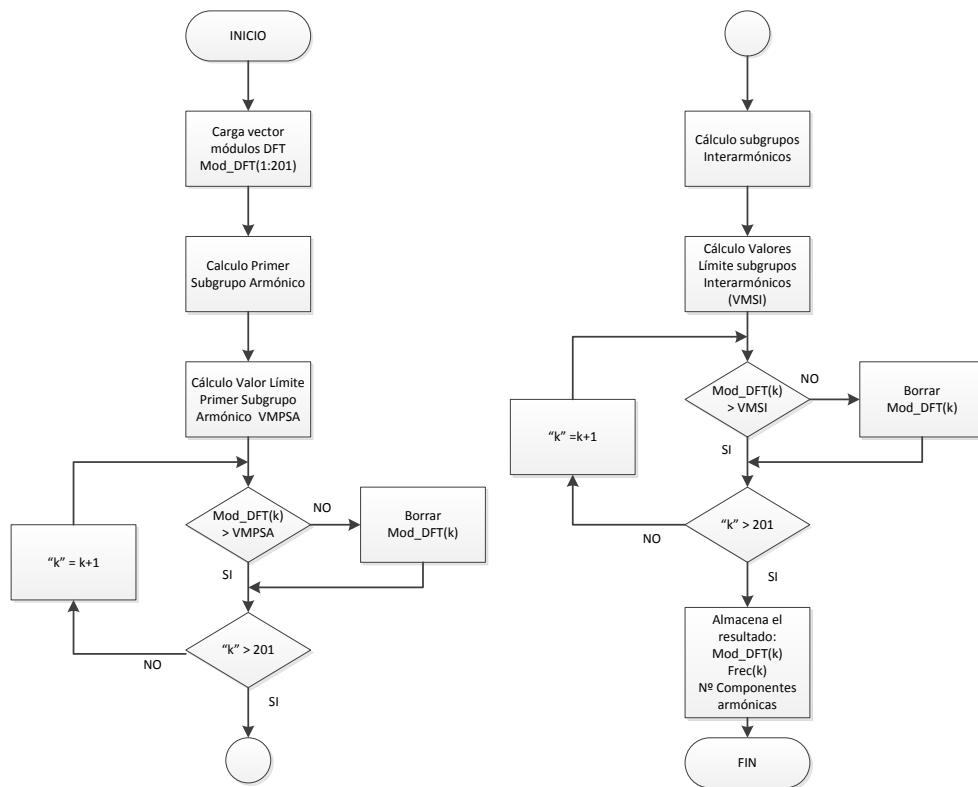 INICIO
Carga vector
módulos DFT
Mod_DFT(1:201)
Calculo Primer
Subgrupo Armónico
Cálculo Valor Límite
Primer Subgrupo
Armónico VMPSA
Mod_DFT(k)
> VMPSA
NO
Borrar
Mod_DFT(k)
"k" = k+1
SI
"k" > 201
NO
SI
Cálculo subgrupos
Interarmónicos
Cálculo Valores
Límite subgrupos
Interarmónicos
(VMSI)
Mod_DFT(k)
> VMSI
NO
Borrar
Mod_DFT(k)
"k" =k+1
SI
"k" > 201
NO
SI
Almacena el
resultado:
Mod_DFT(k)
Frec(k)
Nº Componentes
armónicas
FIN